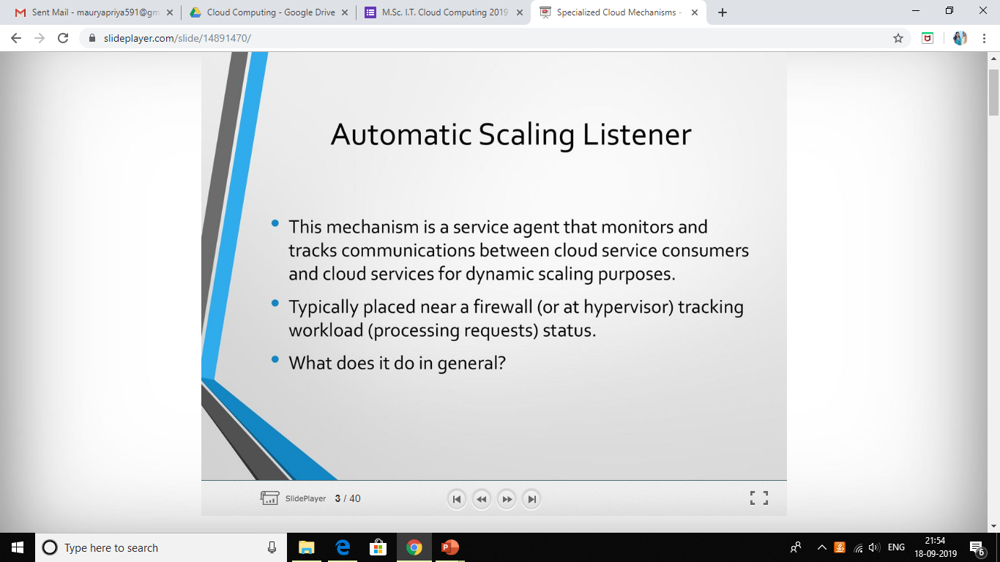 Sent Mail - mauryapriya591@gm
Cloud Computing - Google Drive
M.Sc. I.T. Cloud Computing 2019
Specialized Cloud Mechanisms -
slideplayer.com/slide/14891470/
Automatic Scaling Listener
This mechanism is a service agent that monitors and
tracks communications between cloud service consumers
and cloud services for dynamic scaling purposes.
Typically placed near a firewall (or at hypervisor) tracking
workload (processing requests) status.
What does it do in general?
SlidePlayer 3 / 40
Type here to search
ENG
21:54
18-09-2019
6